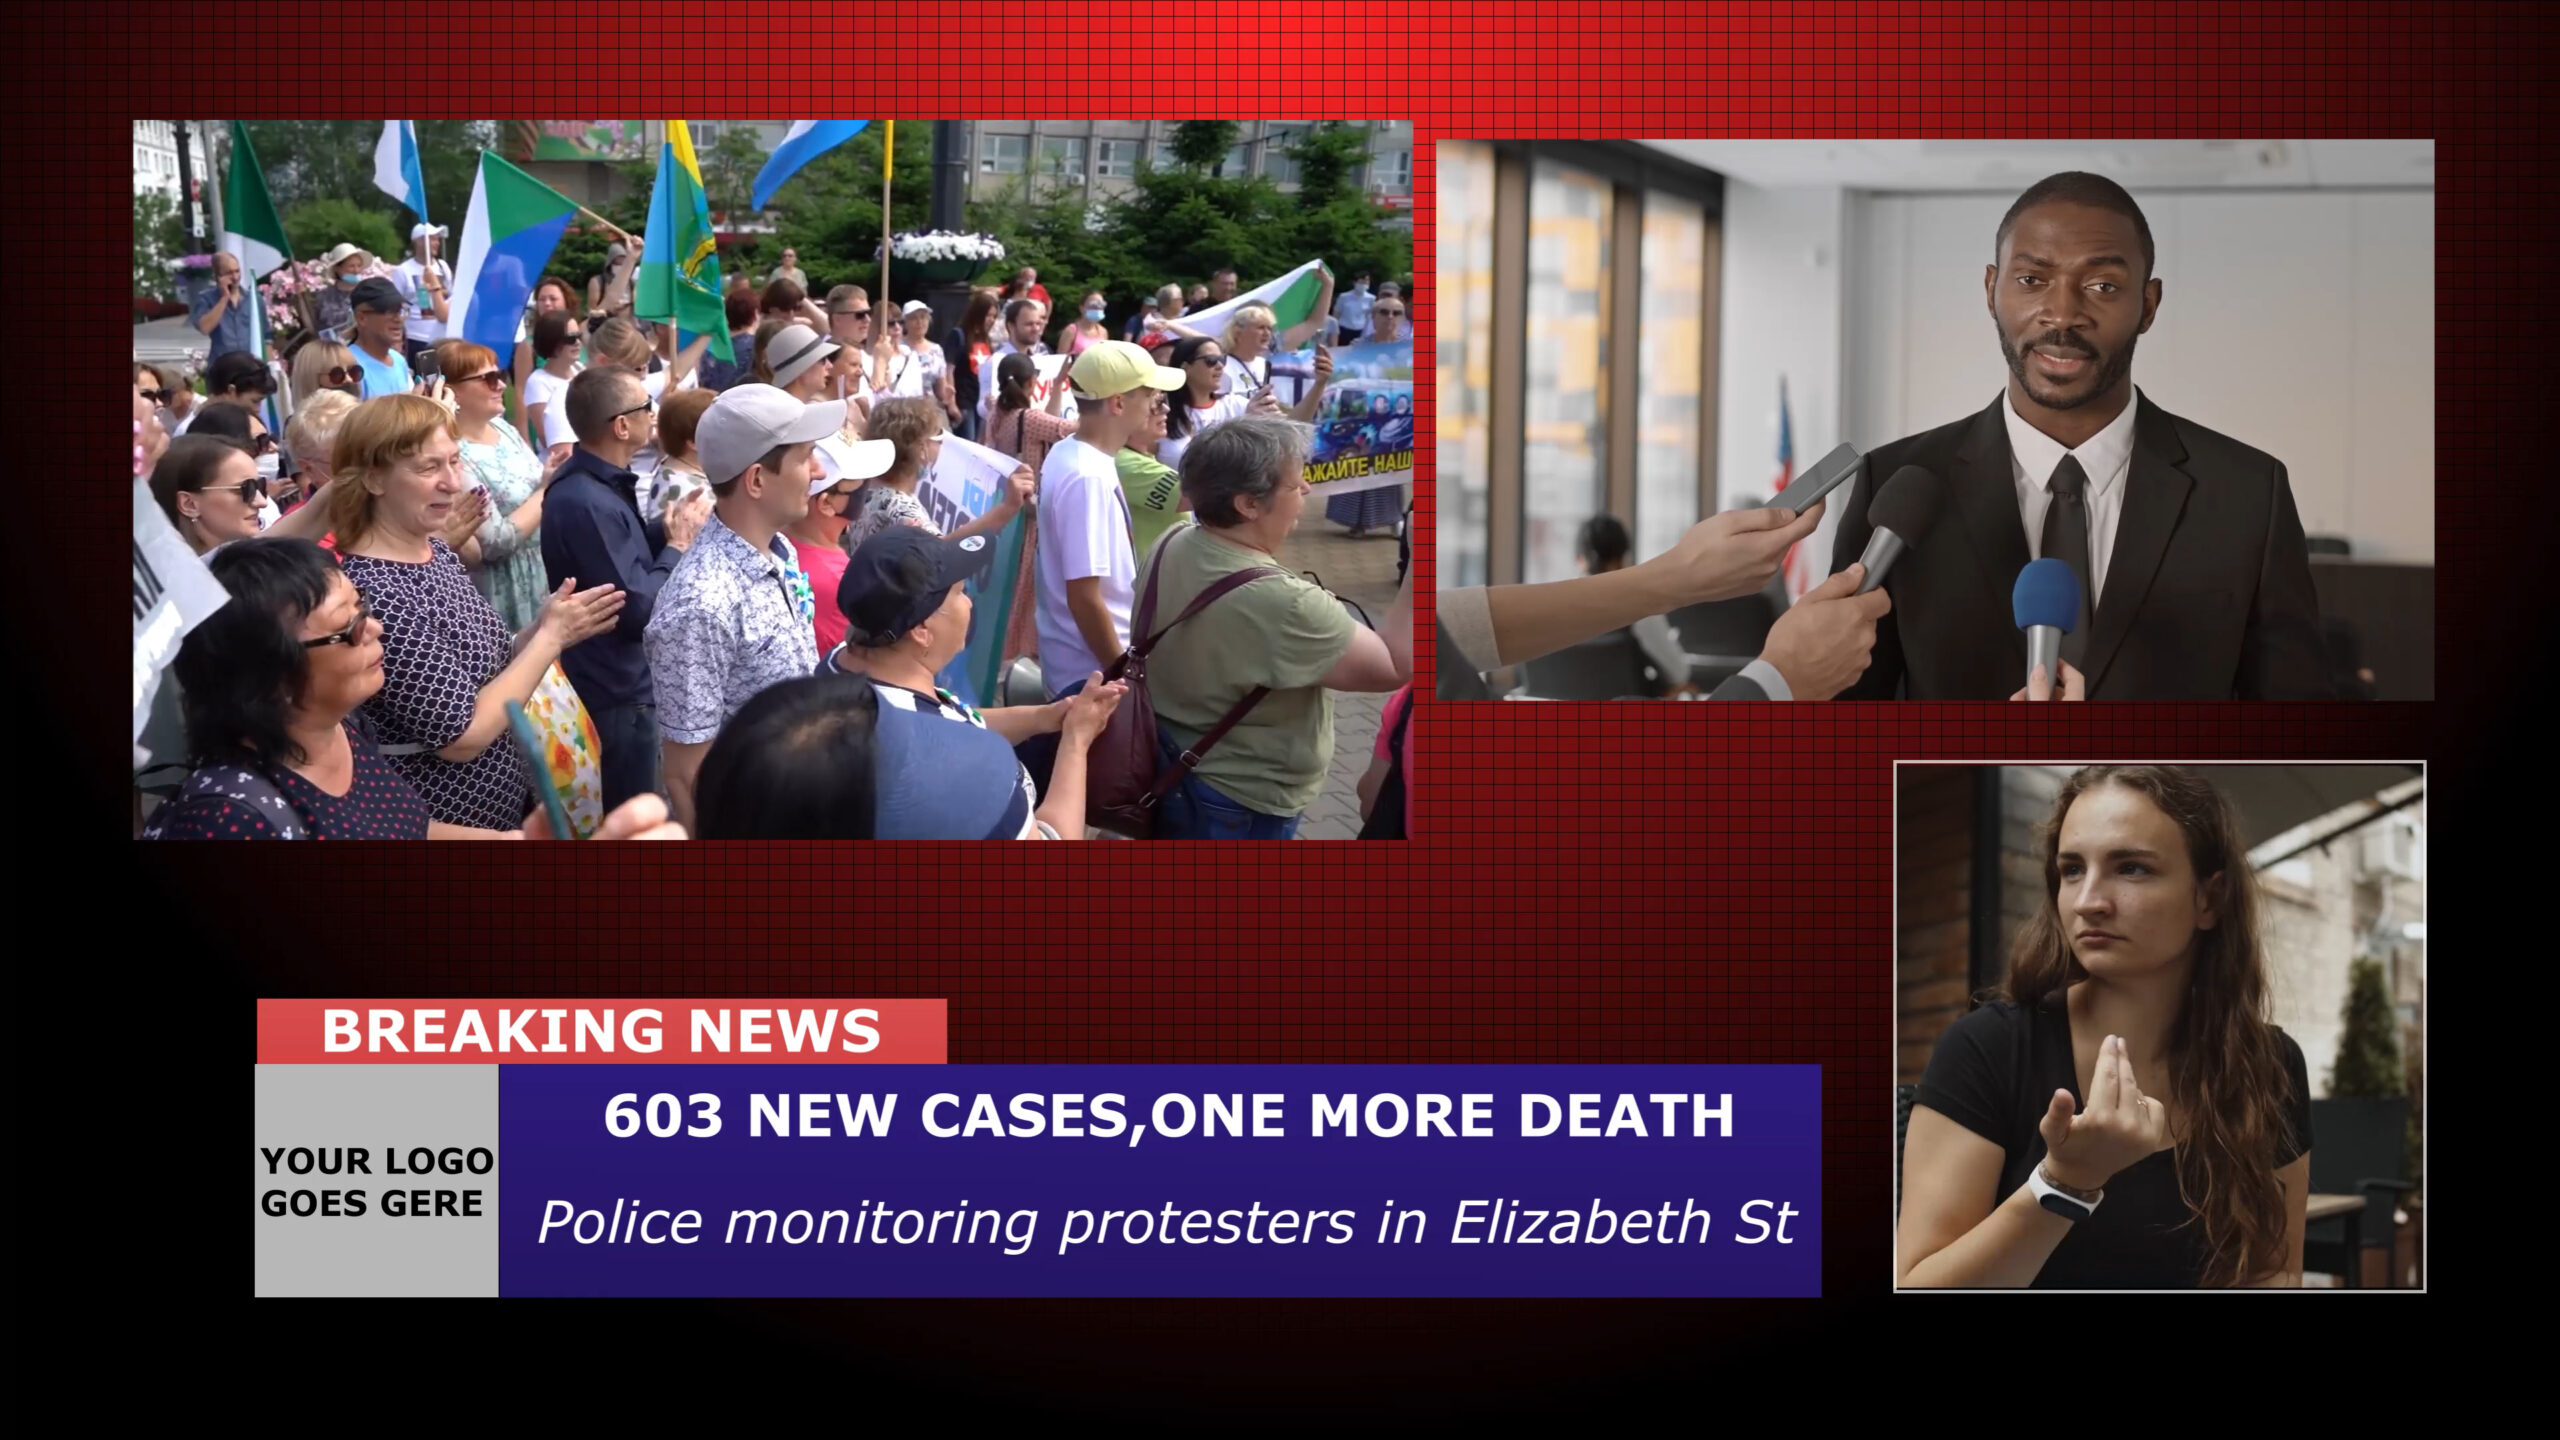 АЖАЙТЕ НАШ
BREAKING NEWS
603 NEW CASES,ONE MORE DEATH
YOUR LOGO
GOES GERE
Police monitoring protesters in Elizabeth St